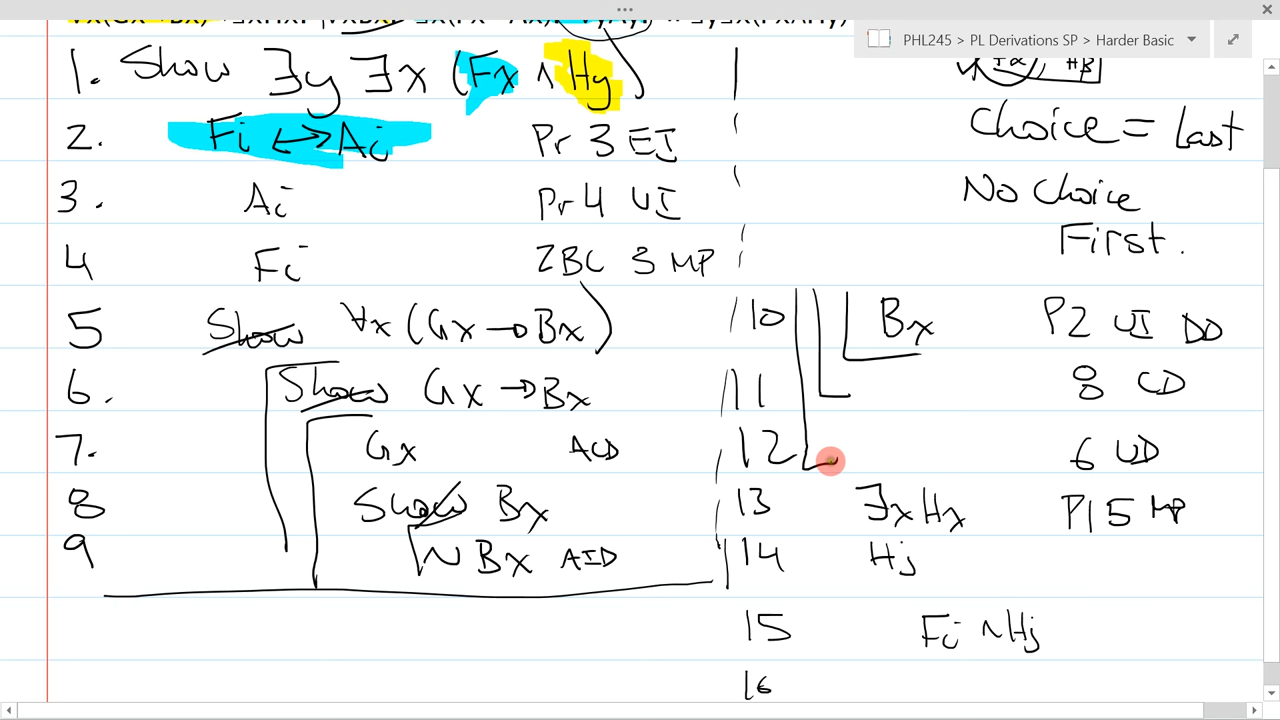 PHL245 > PL Derivations SP > Harder Basic
1. Show ∃y ∃x (Fx ∧ Hy)
2. Fi ↔ Ai Pr 3 EI
3. Ai Pr 4 UI
4 Fi 2BC 3 MP
5 Show ∀x (Gx → Bx)
6. Show Gx → Bx
7. Gx ACD
8 Show Bx
9 ~Bx AID
Choice = Last
No Choice
First.
10 Bx P2 UI DD
11 8 CD
12 6 UD
13 ∃x Hx P1 5 MP
14 Hj
15 Fi ∧ Hj
16